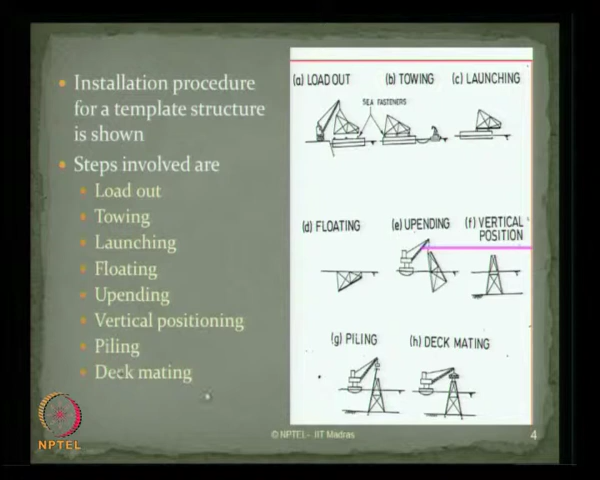 Installation procedure
for a template structure
is shown
Steps involved are
Load out
Towing
Launching
Floating
Upending
Vertical positioning
Piling
Deck mating
(a) LOAD OUT
(b) TOWING
(c) LAUNCHING
SEA FASTENERS
(d) FLOATING
(e) UPENDING
(f) VERTICAL
POSITION
(g) PILING
(h) DECK MATING
NPTEL
© NPTEL- IIT Madras
4